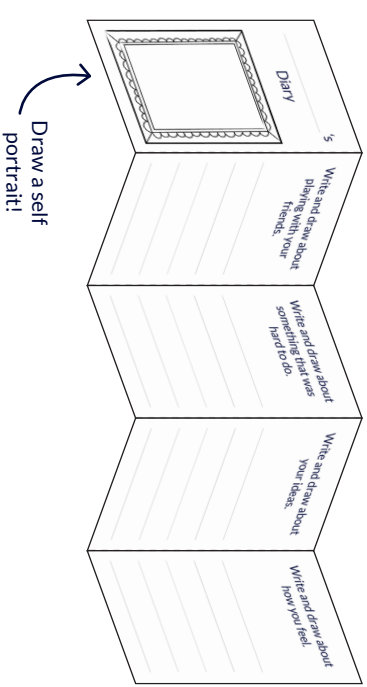 's
Diary
Write and draw about
playing with your
friends.
Write and draw about
something that was
hard to do.
Write and draw about
your ideas.
Write and draw about
how you feel.
Draw a self
portrait!